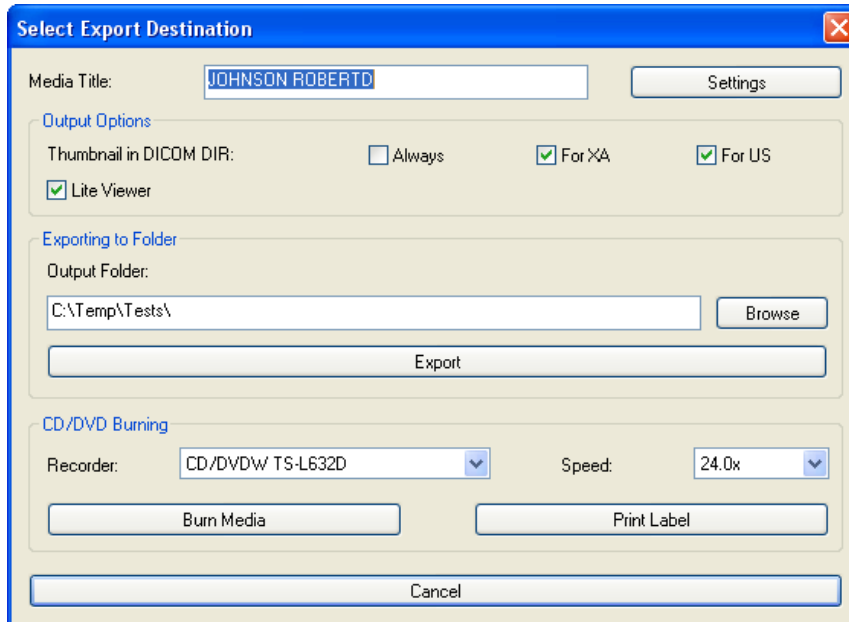 Select Export Destination
Media Title: JOHNSON ROBERTD Settings
Output Options
Thumbnail in DICOM DIR: Always For XA For US
Lite Viewer
Exporting to Folder
Output Folder:
C:\Temp\Tests\ Browse
Export
CD/DVD Burning
Recorder: CD/DVDW TS-L632D Speed: 24.0x
Burn Media Print Label
Cancel